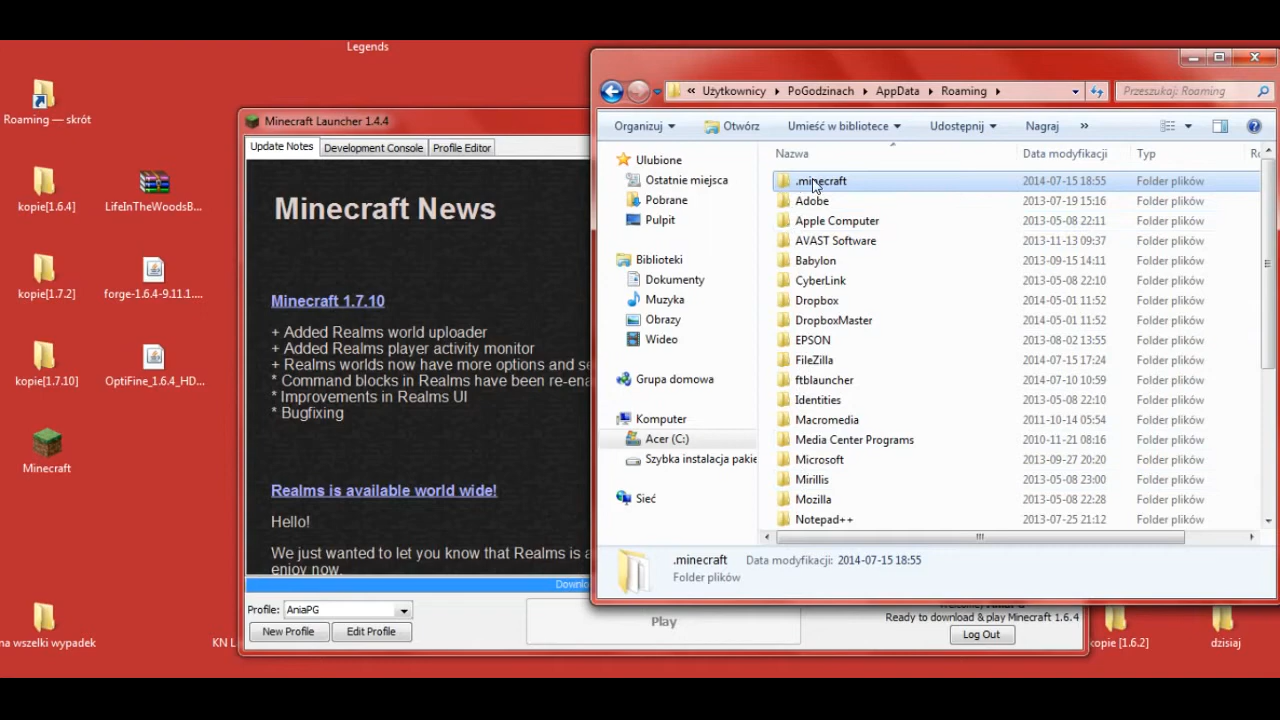 Legends
Roaming — skrót
kopie[1.6.4]
LifeInTheWoodsB...
kopie[1.7.2]
forge-1.6.4-9.11.1....
kopie[1.7.10]
OptiFine_1.6.4_HD...
Minecraft
na wszelki wypadek
KN L
Minecraft Launcher 1.4.4
Update Notes
Development Console
Profile Editor
Minecraft News
Minecraft 1.7.10
+ Added Realms world uploader
+ Added Realms player activity monitor
+ Realms worlds now have more options and se
* Command blocks in Realms have been re-ena
* Improvements in Realms UI
* Bugfixing
Realms is available world wide!
Hello!
We just wanted to let you know that Realms is a
enjoy now.
Downlo
Profile:
AniaPG
New Profile
Edit Profile
Play
Ready to download & play Minecraft 1.6.4
Log Out
kopie [1.6.2]
dzisiaj
« Użytkownicy
PoGodzinach
AppData
Roaming
Przeszukaj: Roaming
Organizuj
Otwórz
Umieść w bibliotece
Udostępnij
Nagraj
»
Ulubione
Ostatnie miejsca
Pobrane
Pulpit
Biblioteki
Dokumenty
Muzyka
Obrazy
Wideo
Grupa domowa
Komputer
Acer (C:)
Szybka instalacja pakie
Sieć
Nazwa Data modyfikacji Typ Ro
.minecraft 2014-07-15 18:55 Folder plików
Adobe 2013-07-19 15:16 Folder plików
Apple Computer 2013-05-08 22:11 Folder plików
AVAST Software 2013-11-13 09:37 Folder plików
Babylon 2013-09-15 14:11 Folder plików
CyberLink 2013-05-08 22:10 Folder plików
Dropbox 2014-05-01 11:52 Folder plików
DropboxMaster 2014-05-01 11:52 Folder plików
EPSON 2013-08-02 13:55 Folder plików
FileZilla 2014-07-15 17:24 Folder plików
ftblauncher 2014-07-10 10:59 Folder plików
Identities 2013-05-08 22:10 Folder plików
Macromedia 2011-10-14 05:54 Folder plików
Media Center Programs 2010-11-21 08:16 Folder plików
Microsoft 2013-09-27 20:20 Folder plików
Mirillis 2013-05-08 23:00 Folder plików
Mozilla 2013-05-08 22:28 Folder plików
Notepad++ 2013-07-25 21:12 Folder plików
.minecraft Data modyfikacji: 2014-07-15 18:55
Folder plików